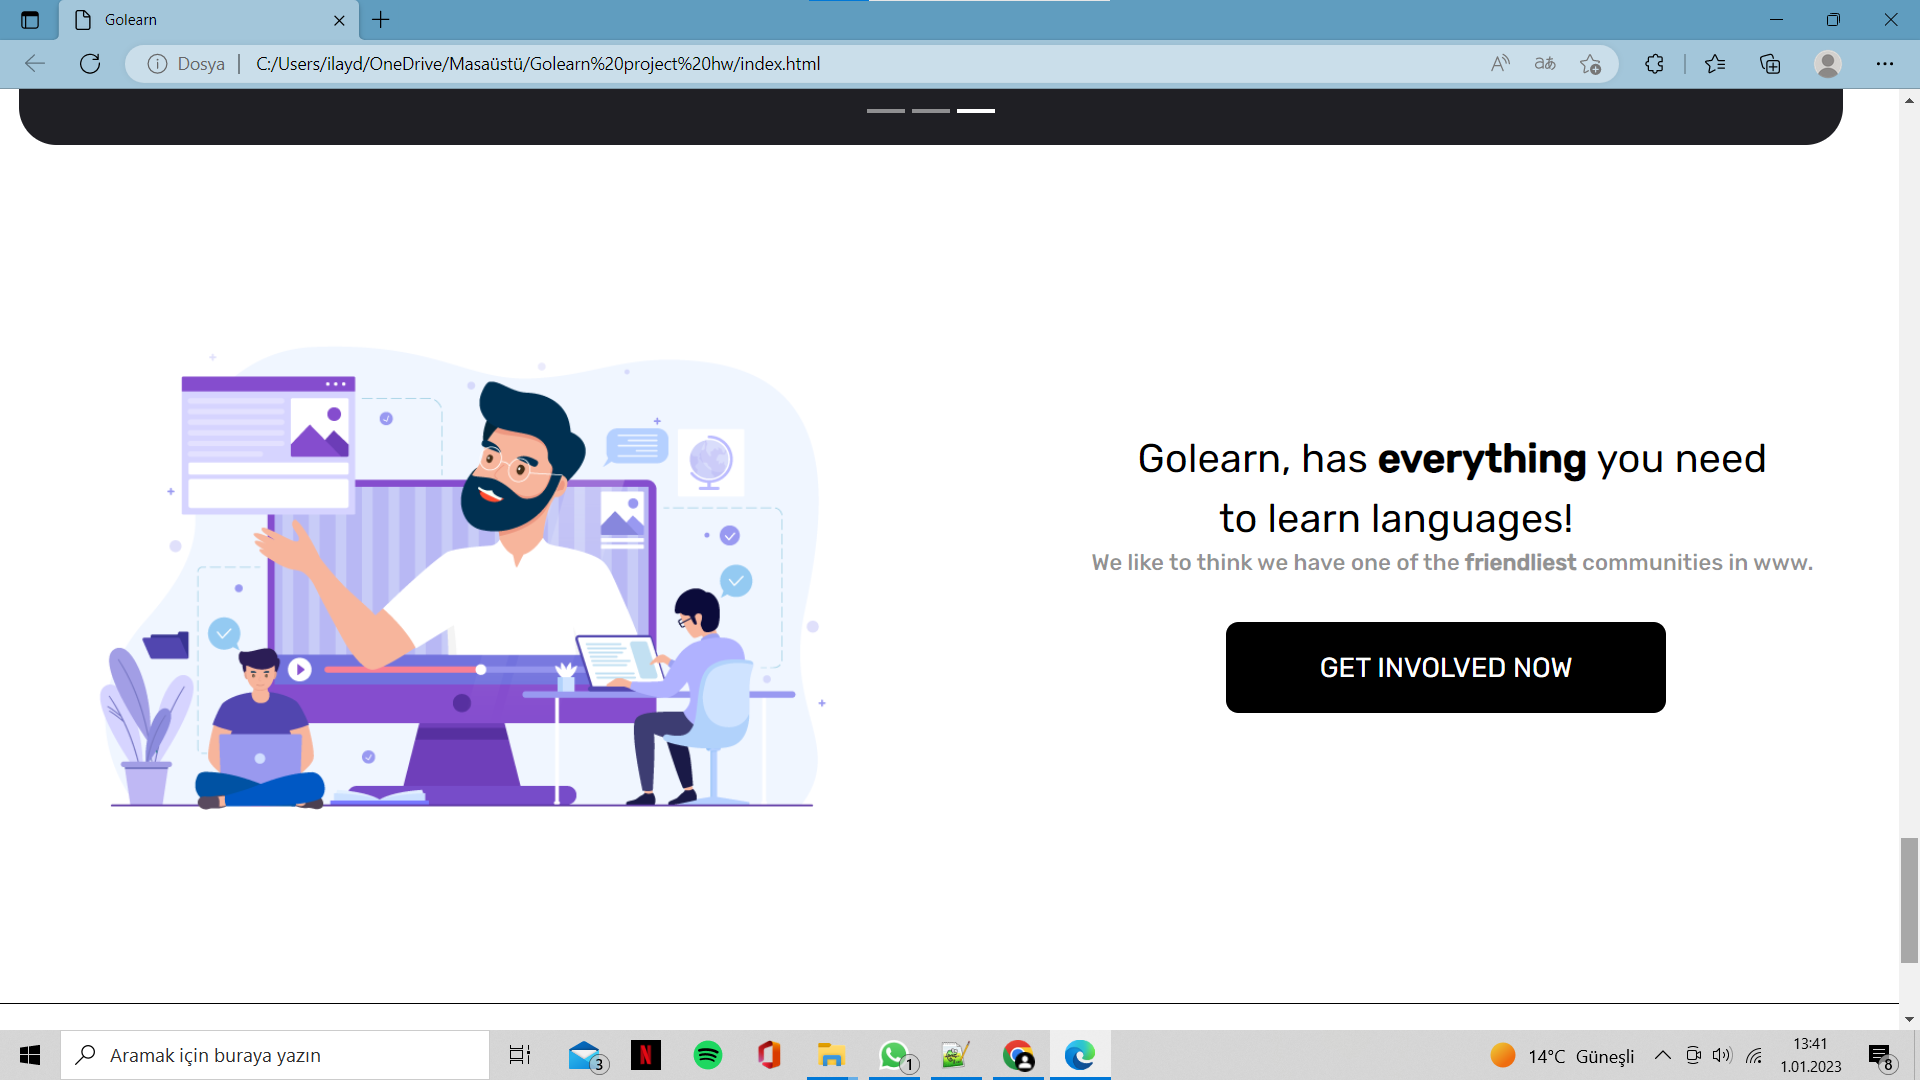 Golearn
Dosya
C:/Users/ilayd/OneDrive/Masaüstü/Golearn%20project%20hw/index.html
Golearn, has everything you need
to learn languages!
We like to think we have one of the friendliest communities in www.
GET INVOLVED NOW
Aramak için buraya yazın
3
1
14°C Güneşli
13:41
1.01.2023
8